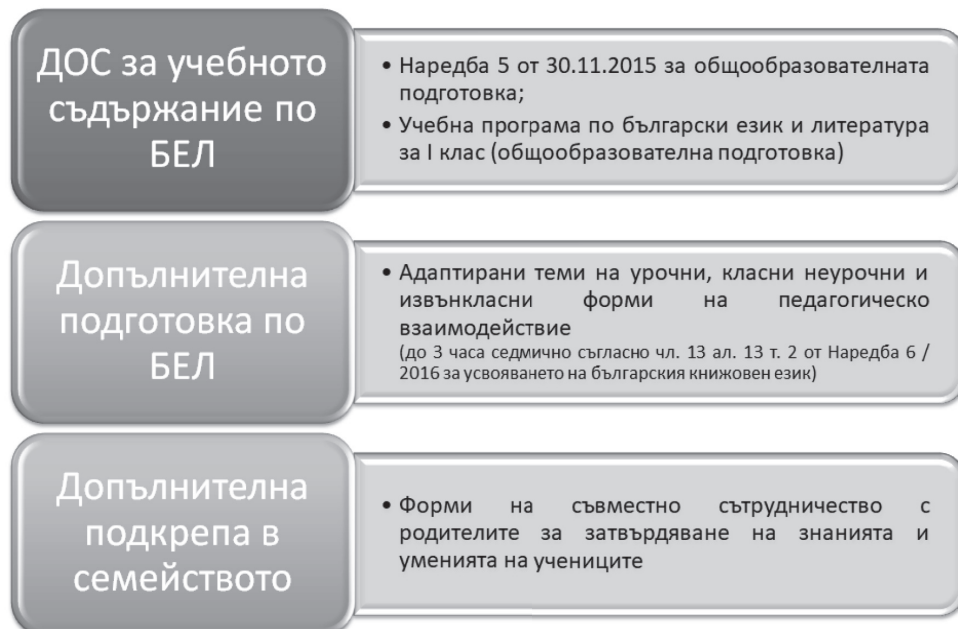 ДОС за учебното
съдържание по
БЕЛ
• Наредба 5 от 30.11.2015 за общообразователната
подготовка;
• Учебна програма по български език и литература
за I клас (общообразователна подготовка)
Допълнителна
подготовка по
БЕЛ
• Адаптирани теми на урочни, класни неурочни и
извънкласни форми на педагогическо
взаимодействие
(до 3 часа седмично съгласно чл. 13 ал. 13 т. 2 от Наредба 6 /
2016 за усвояването на българския книжовен език)
Допълнителна
подкрепа в
семейството
• Форми на съвместно сътрудничество с
родителите за затвърдяване на знанията и
уменията на учениците